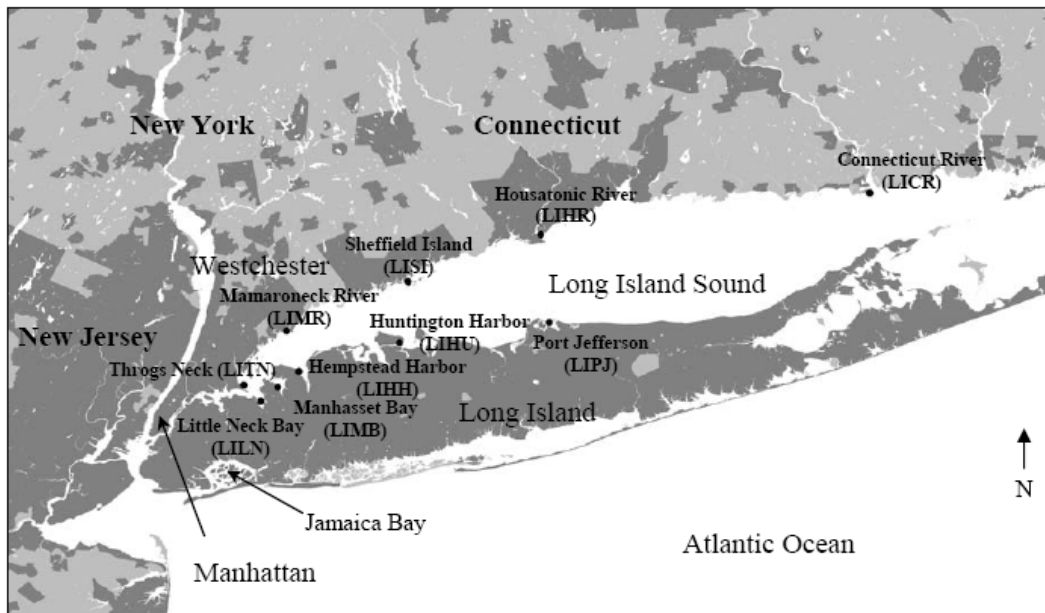 New York
Connecticut
Connecticut River
(LICR)
Housatonic River
(LIHR)
Sheffield Island
(LISI)
Westchester
Long Island Sound
Mamaroneck River
(LIMR)
Huntington Harbor
(LIHU)
New Jersey
Port Jefferson
(LIPJ)
Throgs Neck (LITN)
Hempstead Harbor
(LIHH)
Manhasset Bay
(LIMB)
Long Island
Little Neck Bay
(LILN)
N
Jamaica Bay
Atlantic Ocean
Manhattan